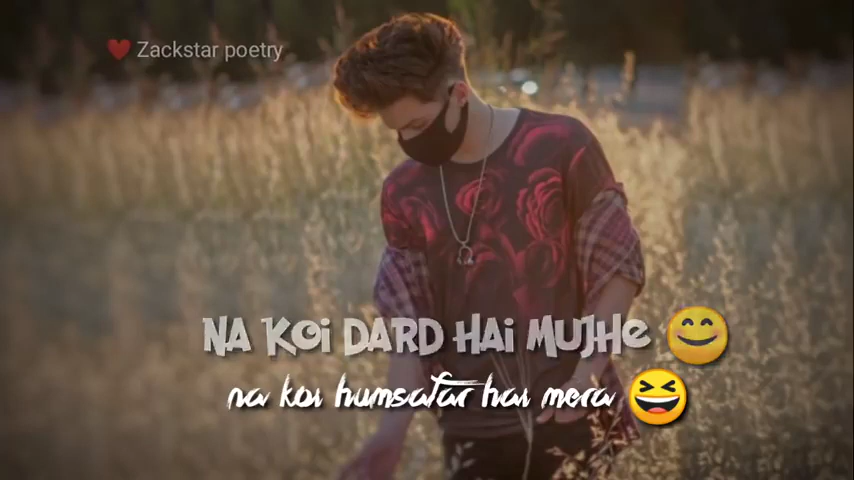 ❤️ Zackstar poetry
NA KOi DARD HAi MUJHe 😊
na koi humsafar hai mera 😆